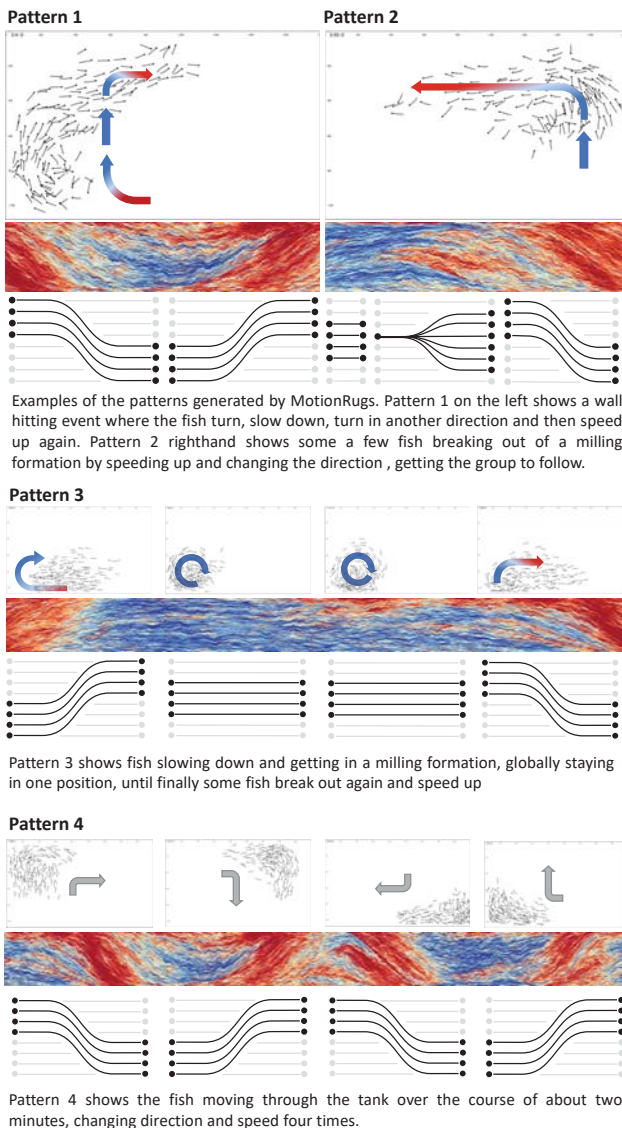 Pattern 1
Pattern 2
Examples of the patterns generated by MotionRugs. Pattern 1 on the left shows a wall
hitting event where the fish turn, slow down, turn in another direction and then speed
up again. Pattern 2 righthand shows some a few fish breaking out of a milling
formation by speeding up and changing the direction , getting the group to follow.
Pattern 3
Pattern 3 shows fish slowing down and getting in a milling formation, globally staying
in one position, until finally some fish break out again and speed up
Pattern 4
Pattern 4 shows the fish moving through the tank over the course of about two
minutes, changing direction and speed four times.